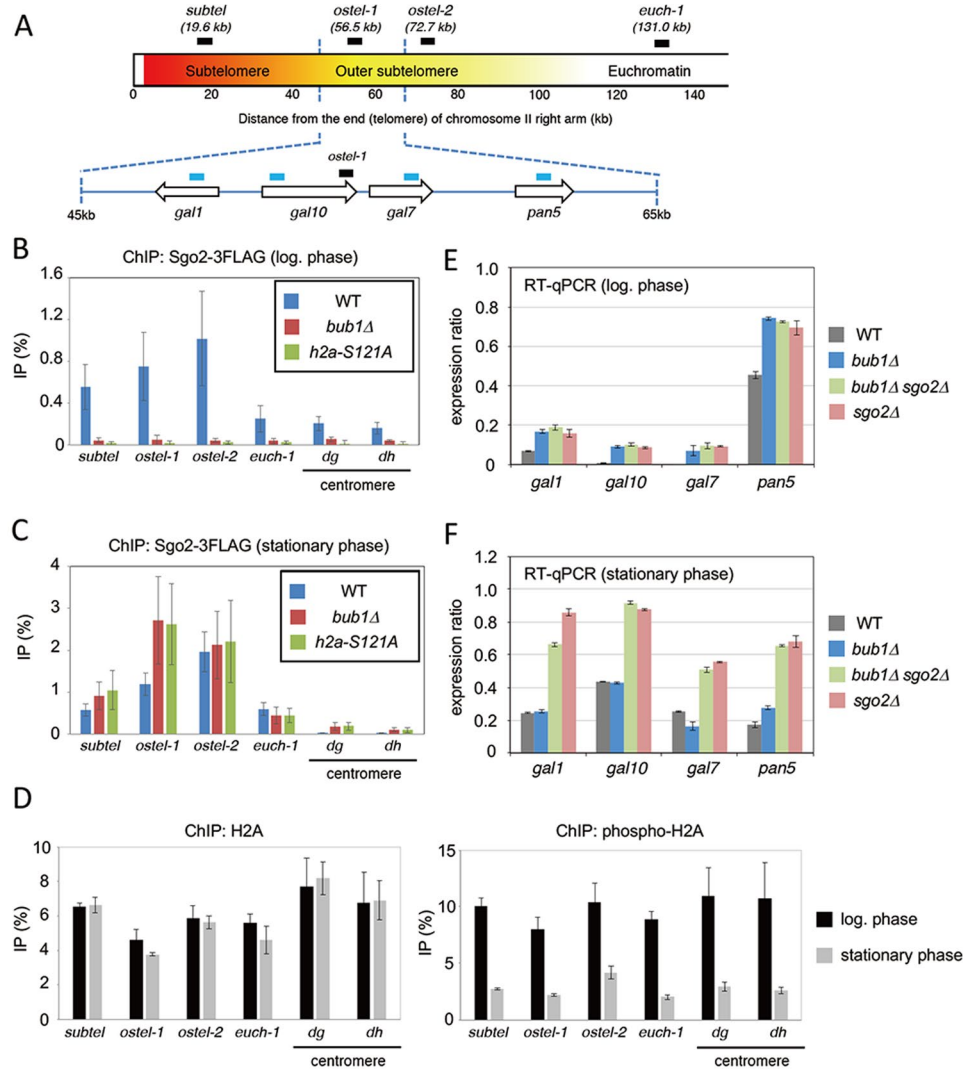 A
subtel ostel-1 ostel-2 euch-1
(19.6 kb) (56.5 kb) (72.7 kb) (131.0 kb)
Subtelomere Outer subtelomere Euchromatin
0 20 40 60 80 100 120 140
Distance from the end (telomere) of chromosome II right arm (kb)
ostel-1
45kb gal1 gal10 gal7 pan5 65kb
B
ChIP: Sgo2-3FLAG (log. phase)
IP (%)
1.6
1.2
0.8
0.4
0
WT
bub1Δ
h2a-S121A
subtel ostel-1 ostel-2 euch-1 dg dh
centromere
E
RT-qPCR (log. phase)
expression ratio
1.0
0.8
0.6
0.4
0.2
0
WT
bub1Δ
bub1Δ sgo2Δ
sgo2Δ
gal1 gal10 gal7 pan5
C
ChIP: Sgo2-3FLAG (stationary phase)
IP (%)
4
3
2
1
0
WT
bub1Δ
h2a-S121A
subtel ostel-1 ostel-2 euch-1 dg dh
centromere
F
RT-qPCR (stationary phase)
expression ratio
1.2
1.0
0.8
0.6
0.4
0.2
0
WT
bub1Δ
bub1Δ sgo2Δ
sgo2Δ
gal1 gal10 gal7 pan5
D
ChIP: H2A
IP (%)
10
8
6
4
2
0
subtel ostel-1 ostel-2 euch-1 dg dh
centromere
ChIP: phospho-H2A
IP (%)
15
10
5
0
subtel ostel-1 ostel-2 euch-1 dg dh
centromere
log. phase
stationary phase